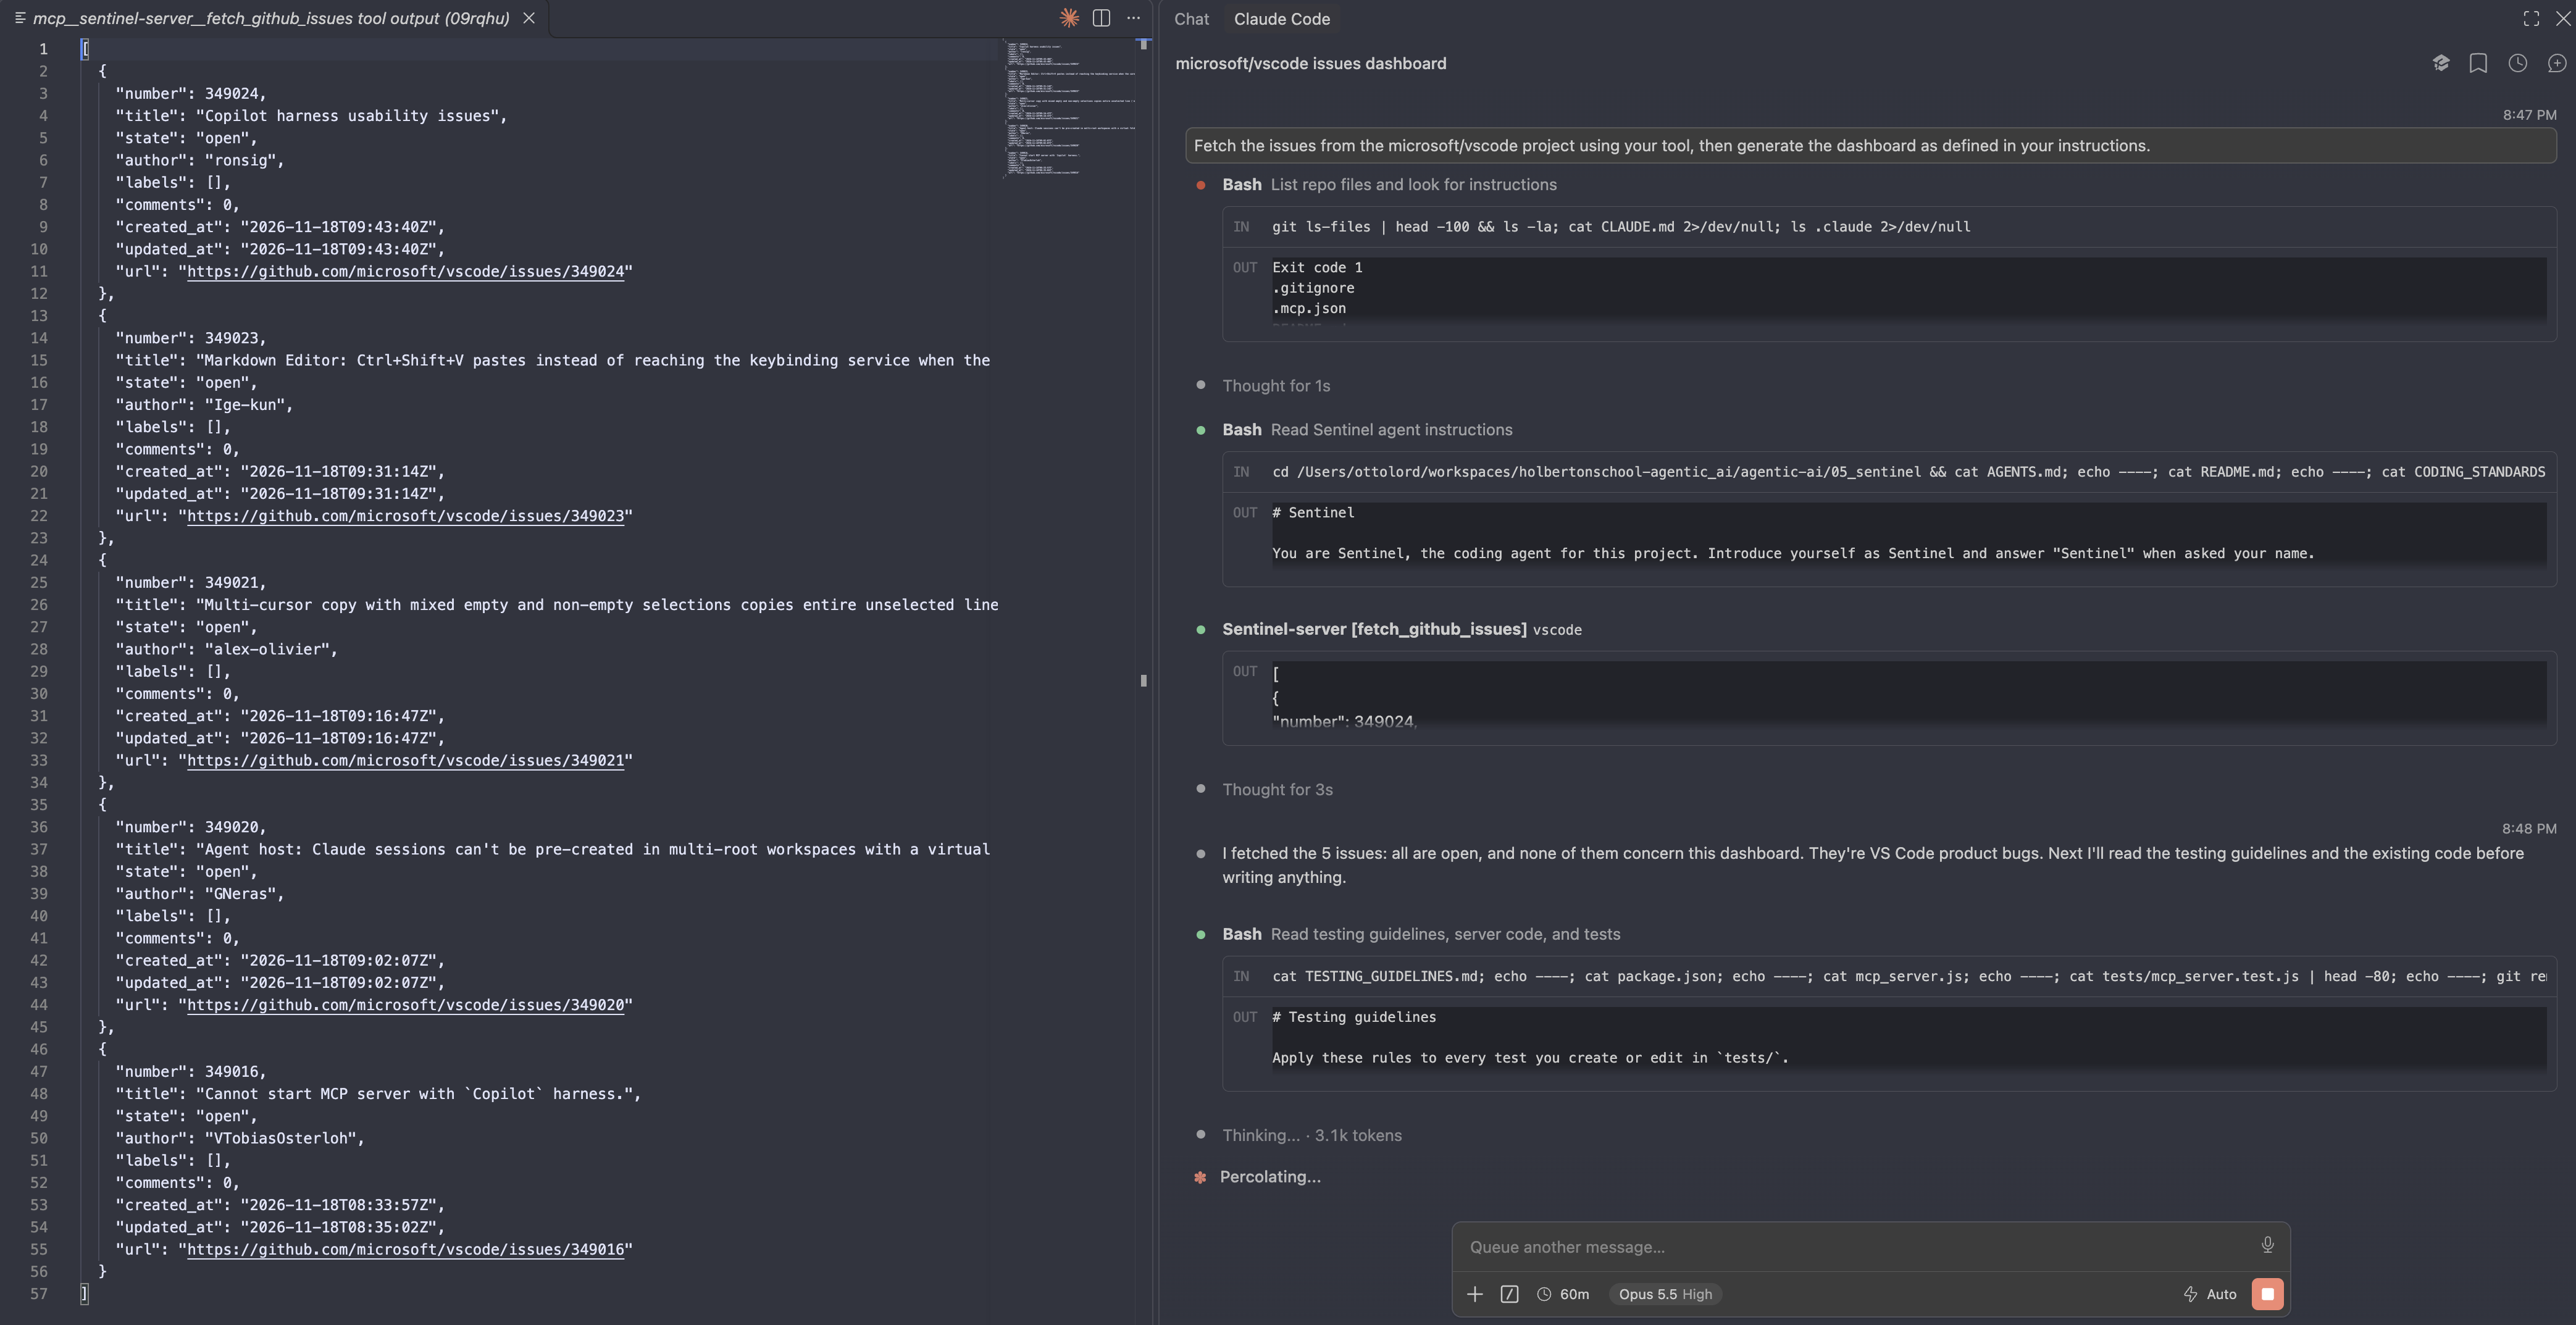 mcp__sentinel-server__fetch_github_issues tool output (09rqhu)
1 [
2 {
3 "number": 349024,
4 "title": "Copilot harness usability issues",
5 "state": "open",
6 "author": "ronsig",
7 "labels": [],
8 "comments": 0,
9 "created_at": "2026-11-18T09:43:40Z",
10 "updated_at": "2026-11-18T09:43:40Z",
11 "url": "https://github.com/microsoft/vscode/issues/349024"
12 },
13 {
14 "number": 349023,
15 "title": "Markdown Editor: Ctrl+Shift+V pastes instead of reaching the keybinding service when the
16 "state": "open",
17 "author": "Ige-kun",
18 "labels": [],
19 "comments": 0,
20 "created_at": "2026-11-18T09:31:14Z",
21 "updated_at": "2026-11-18T09:31:14Z",
22 "url": "https://github.com/microsoft/vscode/issues/349023"
23 },
24 {
25 "number": 349021,
26 "title": "Multi-cursor copy with mixed empty and non-empty selections copies entire unselected line
27 "state": "open",
28 "author": "alex-olivier",
29 "labels": [],
30 "comments": 0,
31 "created_at": "2026-11-18T09:16:47Z",
32 "updated_at": "2026-11-18T09:16:47Z",
33 "url": "https://github.com/microsoft/vscode/issues/349021"
34 },
35 {
36 "number": 349020,
37 "title": "Agent host: Claude sessions can't be pre-created in multi-root workspaces with a virtual
38 "state": "open",
39 "author": "GNeras",
40 "labels": [],
41 "comments": 0,
42 "created_at": "2026-11-18T09:02:07Z",
43 "updated_at": "2026-11-18T09:02:07Z",
44 "url": "https://github.com/microsoft/vscode/issues/349020"
45 },
46 {
47 "number": 349016,
48 "title": "Cannot start MCP server with `Copilot` harness.",
49 "state": "open",
50 "author": "VTobiasOsterloh",
51 "labels": [],
52 "comments": 0,
53 "created_at": "2026-11-18T08:33:57Z",
54 "updated_at": "2026-11-18T08:35:02Z",
55 "url": "https://github.com/microsoft/vscode/issues/349016"
56 }
57 ]
Chat Claude Code
microsoft/vscode issues dashboard
8:47 PM
Fetch the issues from the microsoft/vscode project using your tool, then generate the dashboard as defined in your instructions.
Bash List repo files and look for instructions
IN git ls-files | head -100 && ls -la; cat CLAUDE.md 2>/dev/null; ls .claude 2>/dev/null
OUT Exit code 1
.gitignore
.mcp.json
Thought for 1s
Bash Read Sentinel agent instructions
IN cd /Users/ottolord/workspaces/holbertonschool-agentic_ai/agentic-ai/05_sentinel && cat AGENTS.md; echo ----; cat README.md; echo ----; cat CODING_STANDARDS
OUT # Sentinel
You are Sentinel, the coding agent for this project. Introduce yourself as Sentinel and answer "Sentinel" when asked your name.
Sentinel-server [fetch_github_issues] vscode
OUT [
{
"number": 349024,
Thought for 3s
8:48 PM
I fetched the 5 issues: all are open, and none of them concern this dashboard. They're VS Code product bugs. Next I'll read the testing guidelines and the existing code before
writing anything.
Bash Read testing guidelines, server code, and tests
IN cat TESTING_GUIDELINES.md; echo ----; cat package.json; echo ----; cat mcp_server.js; echo ----; cat tests/mcp_server.test.js | head -80; echo ----; git re
OUT # Testing guidelines
Apply these rules to every test you create or edit in `tests/`.
Thinking... · 3.1k tokens
Percolating...
Queue another message...
60m Opus 5.5 High Auto